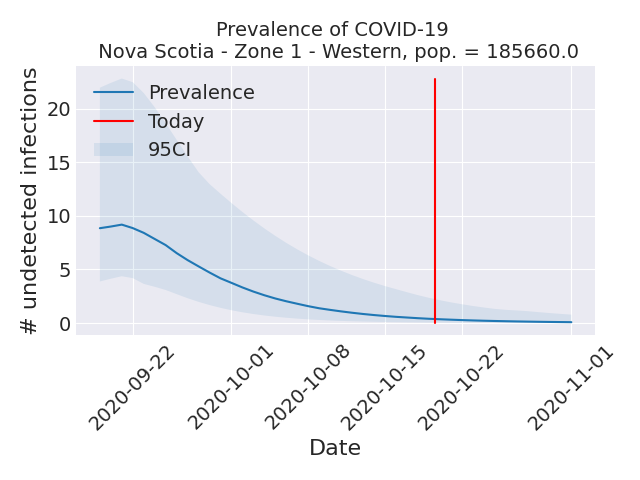 Prevalence of COVID-19
Nova Scotia - Zone 1 - Western, pop. = 185660.0
# undetected infections
20
15
10
5
0
Prevalence
Today
95CI
2020-09-22
2020-10-01
2020-10-08
2020-10-15
2020-10-22
2020-11-01
Date